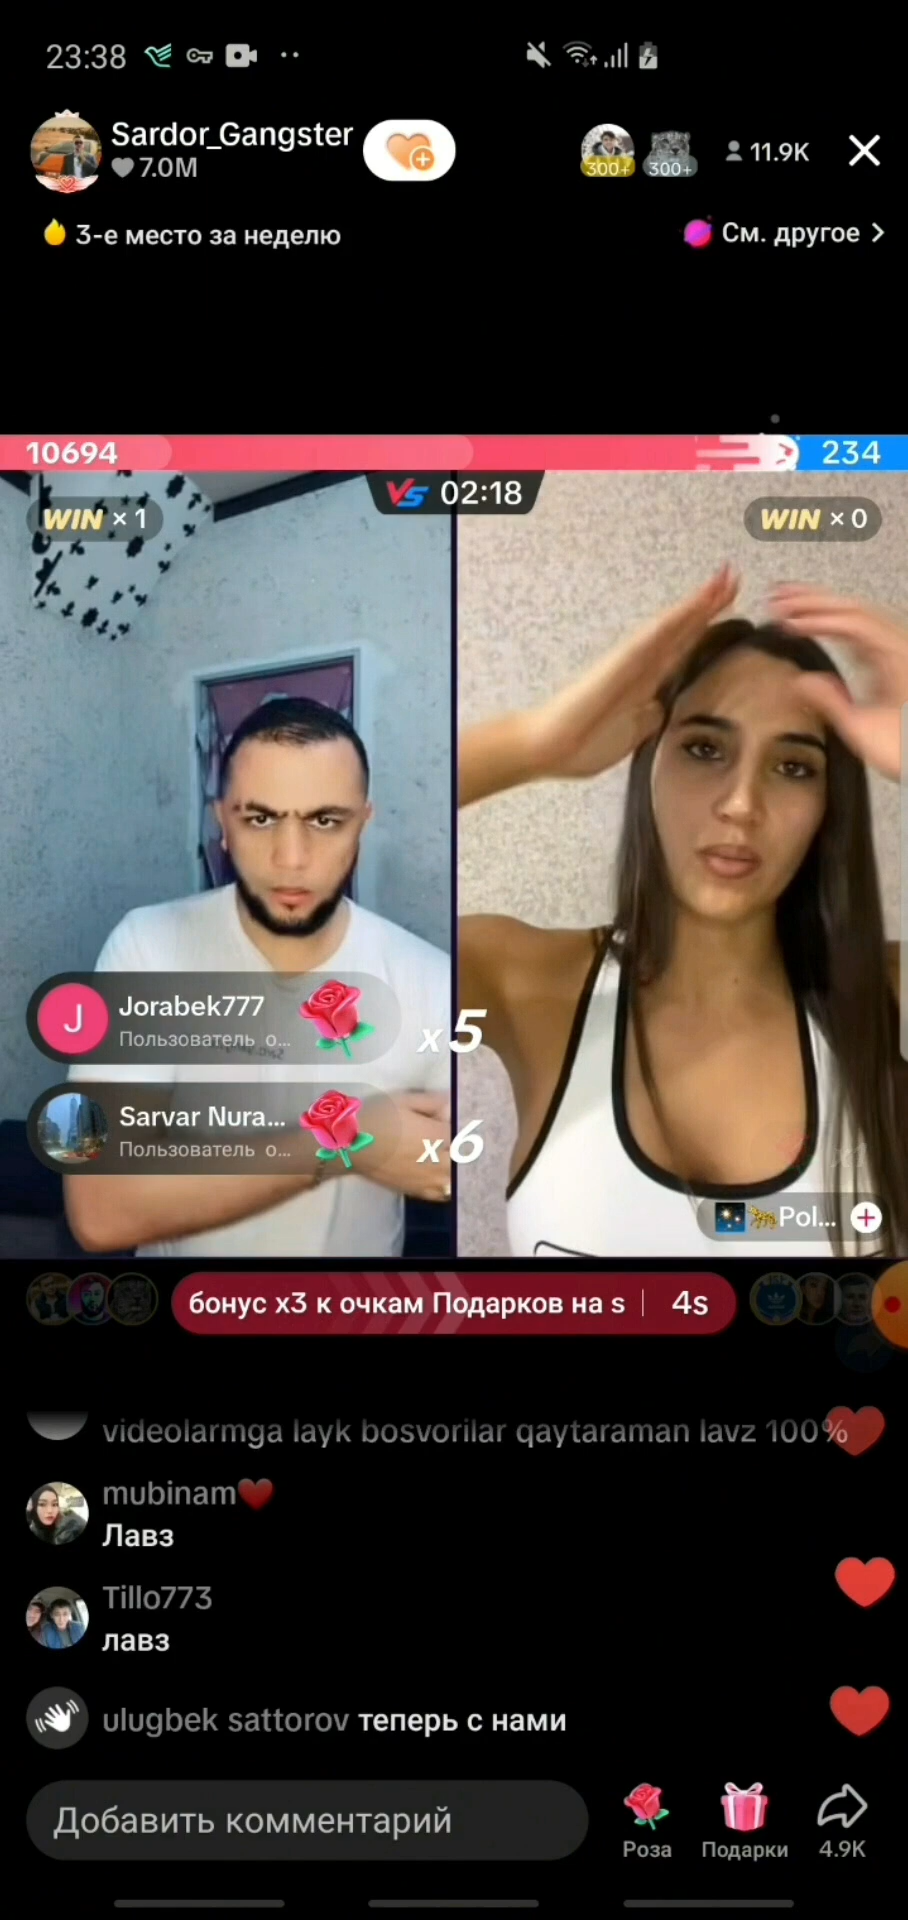 23:38
Sardor_Gangster
7.0M
300+
300+
11.9K
3-е место за неделю
См. другое >
10694
234
VS 02:18
WIN × 1
WIN × 0
J
Jorabek777
Пользователь о...
x5
Sarvar Nura...
Пользователь о...
x6
Pol...
бонус x3 к очкам Подарков на s | 4s
videolarmga layk bosvorilar qaytaraman lavz 100%
mubinam❤️
Лавз
Tillo773
лавз
ulugbek sattorov теперь с нами
Добавить комментарий
Роза
Подарки
4.9K